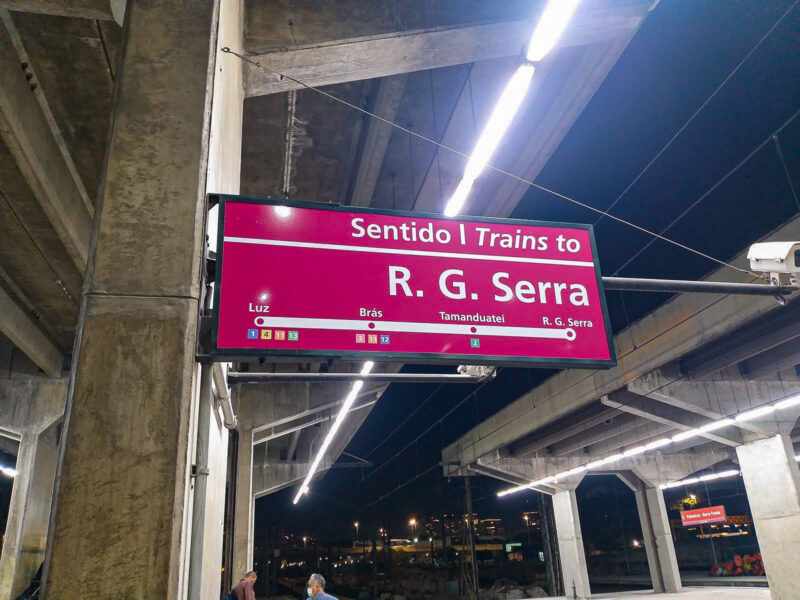 Sentido | Trains to
R. G. Serra
Luz
Brás
Tamanduateí
R. G. Serra
1 4 11 13
3 11 12
2